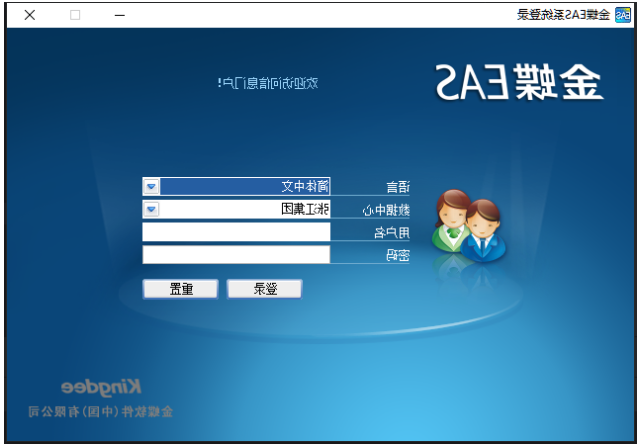 金蝶EAS系统登录
金蝶EAS
欢迎访问信息门户!
语言 简体中文
数据中心 张江集团
用户名
密码
登录 重置
Kingdee
金蝶软件(中国)有限公司